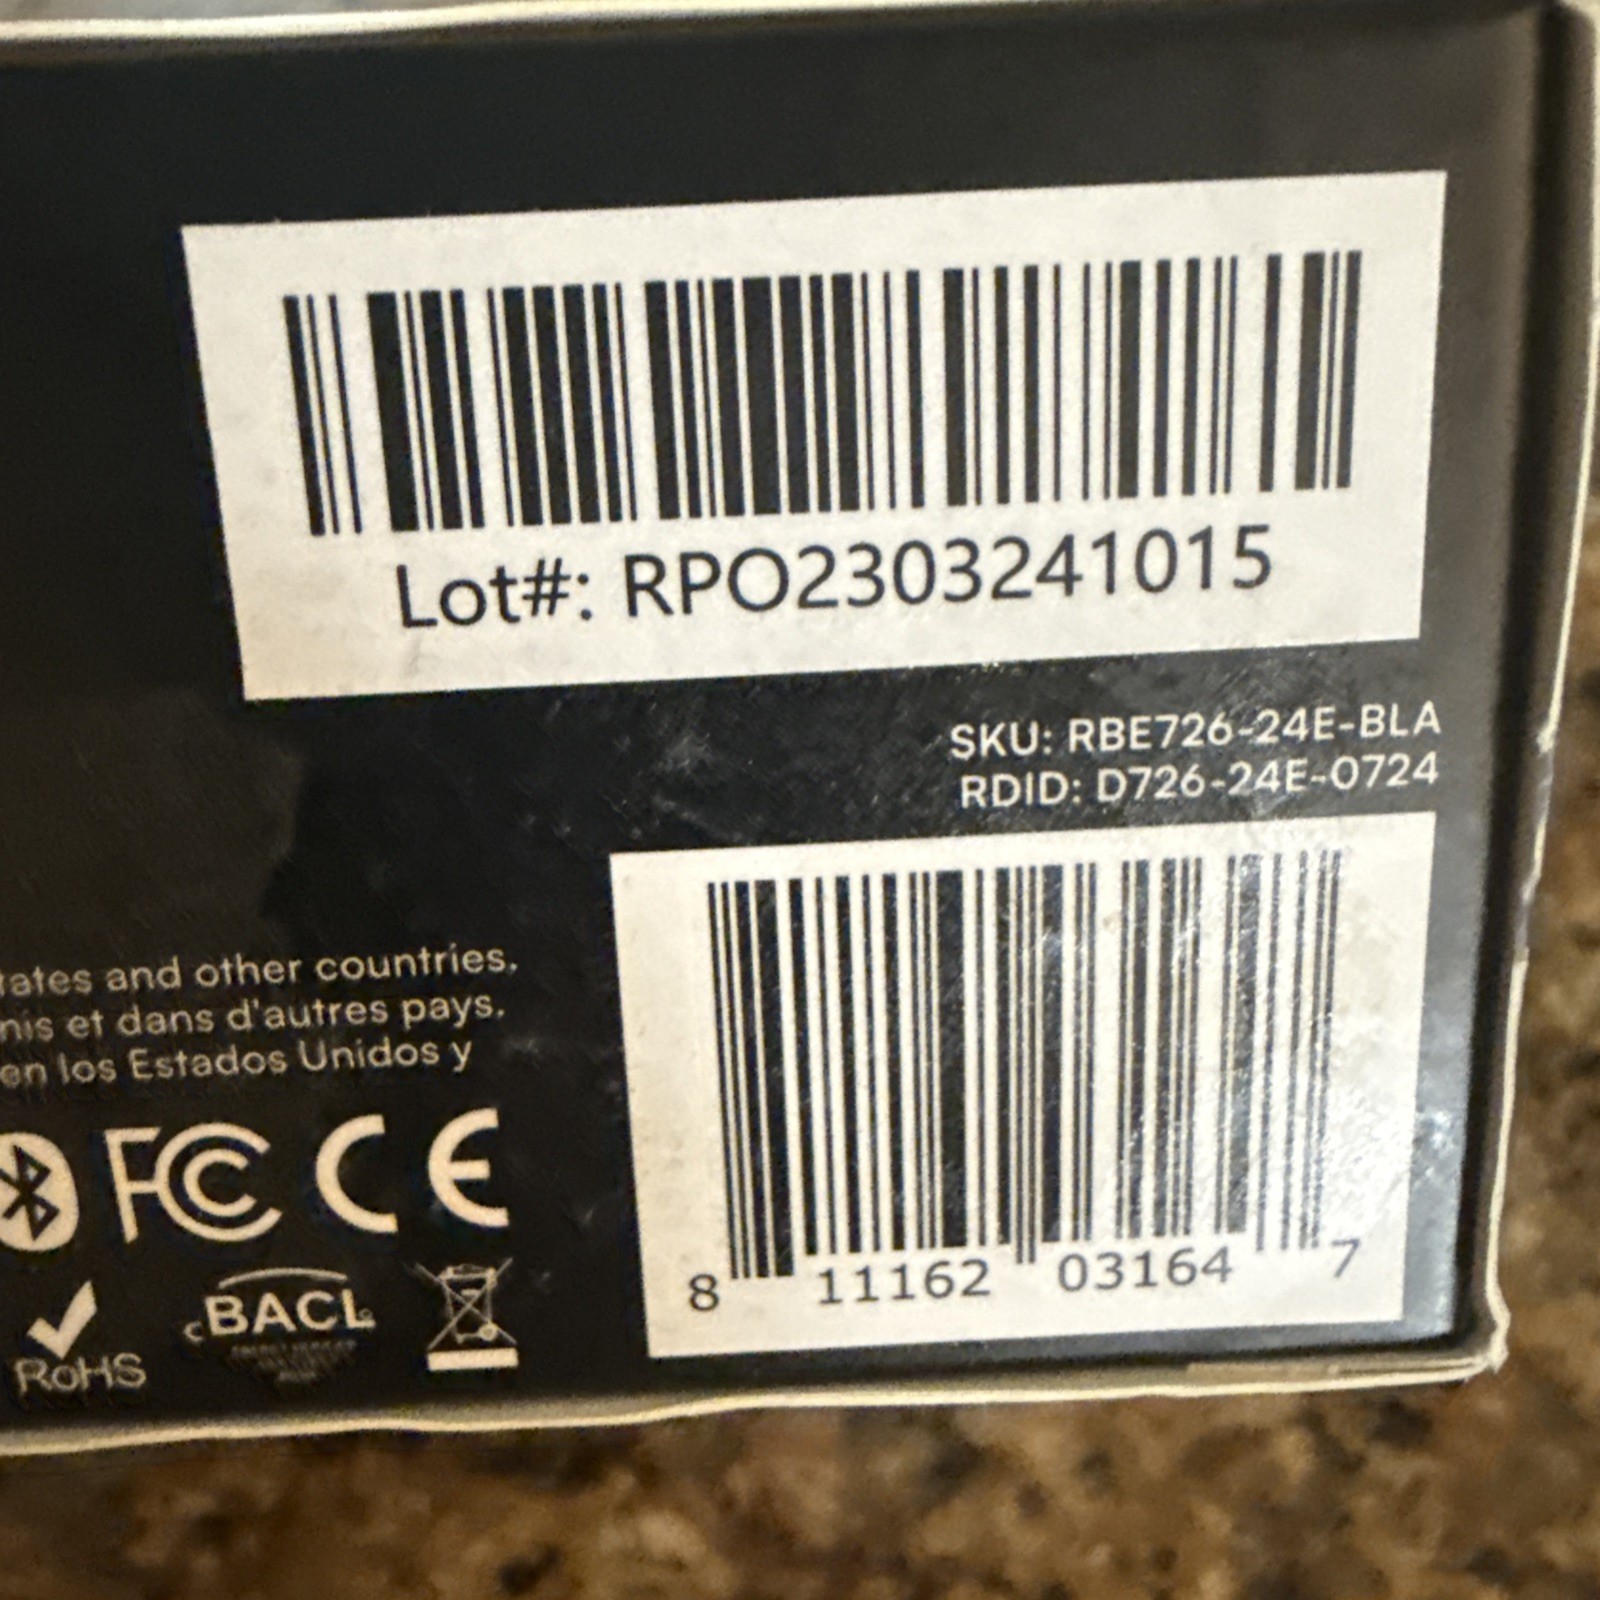 Lot#: RPO2303241015
SKU: RBE726-24E-BLA
RDID: D726-24E-0724
tates and other countries.
nis et dans d'autres pays.
en los Estados Unidos y
FC CE
RoHS
cBACL
8 11162 03164 7